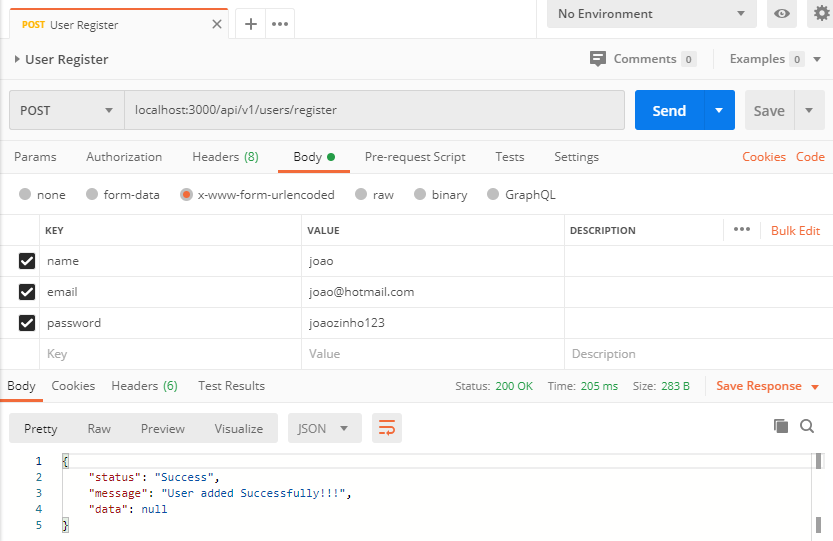 POST User Register
No Environment
User Register Comments 0 Examples 0
POST localhost:3000/api/v1/users/register Send Save
Params Authorization Headers (8) Body Pre-request Script Tests Settings Cookies Code
none form-data x-www-form-urlencoded raw binary GraphQL
KEY VALUE DESCRIPTION Bulk Edit
name joao
email joao@hotmail.com
password joaozinho123
Key Value Description
Body Cookies Headers (6) Test Results Status: 200 OK Time: 205 ms Size: 283 B Save Response
Pretty Raw Preview Visualize JSON
1 {
2 "status": "Success",
3 "message": "User added Successfully!!!",
4 "data": null
5 }